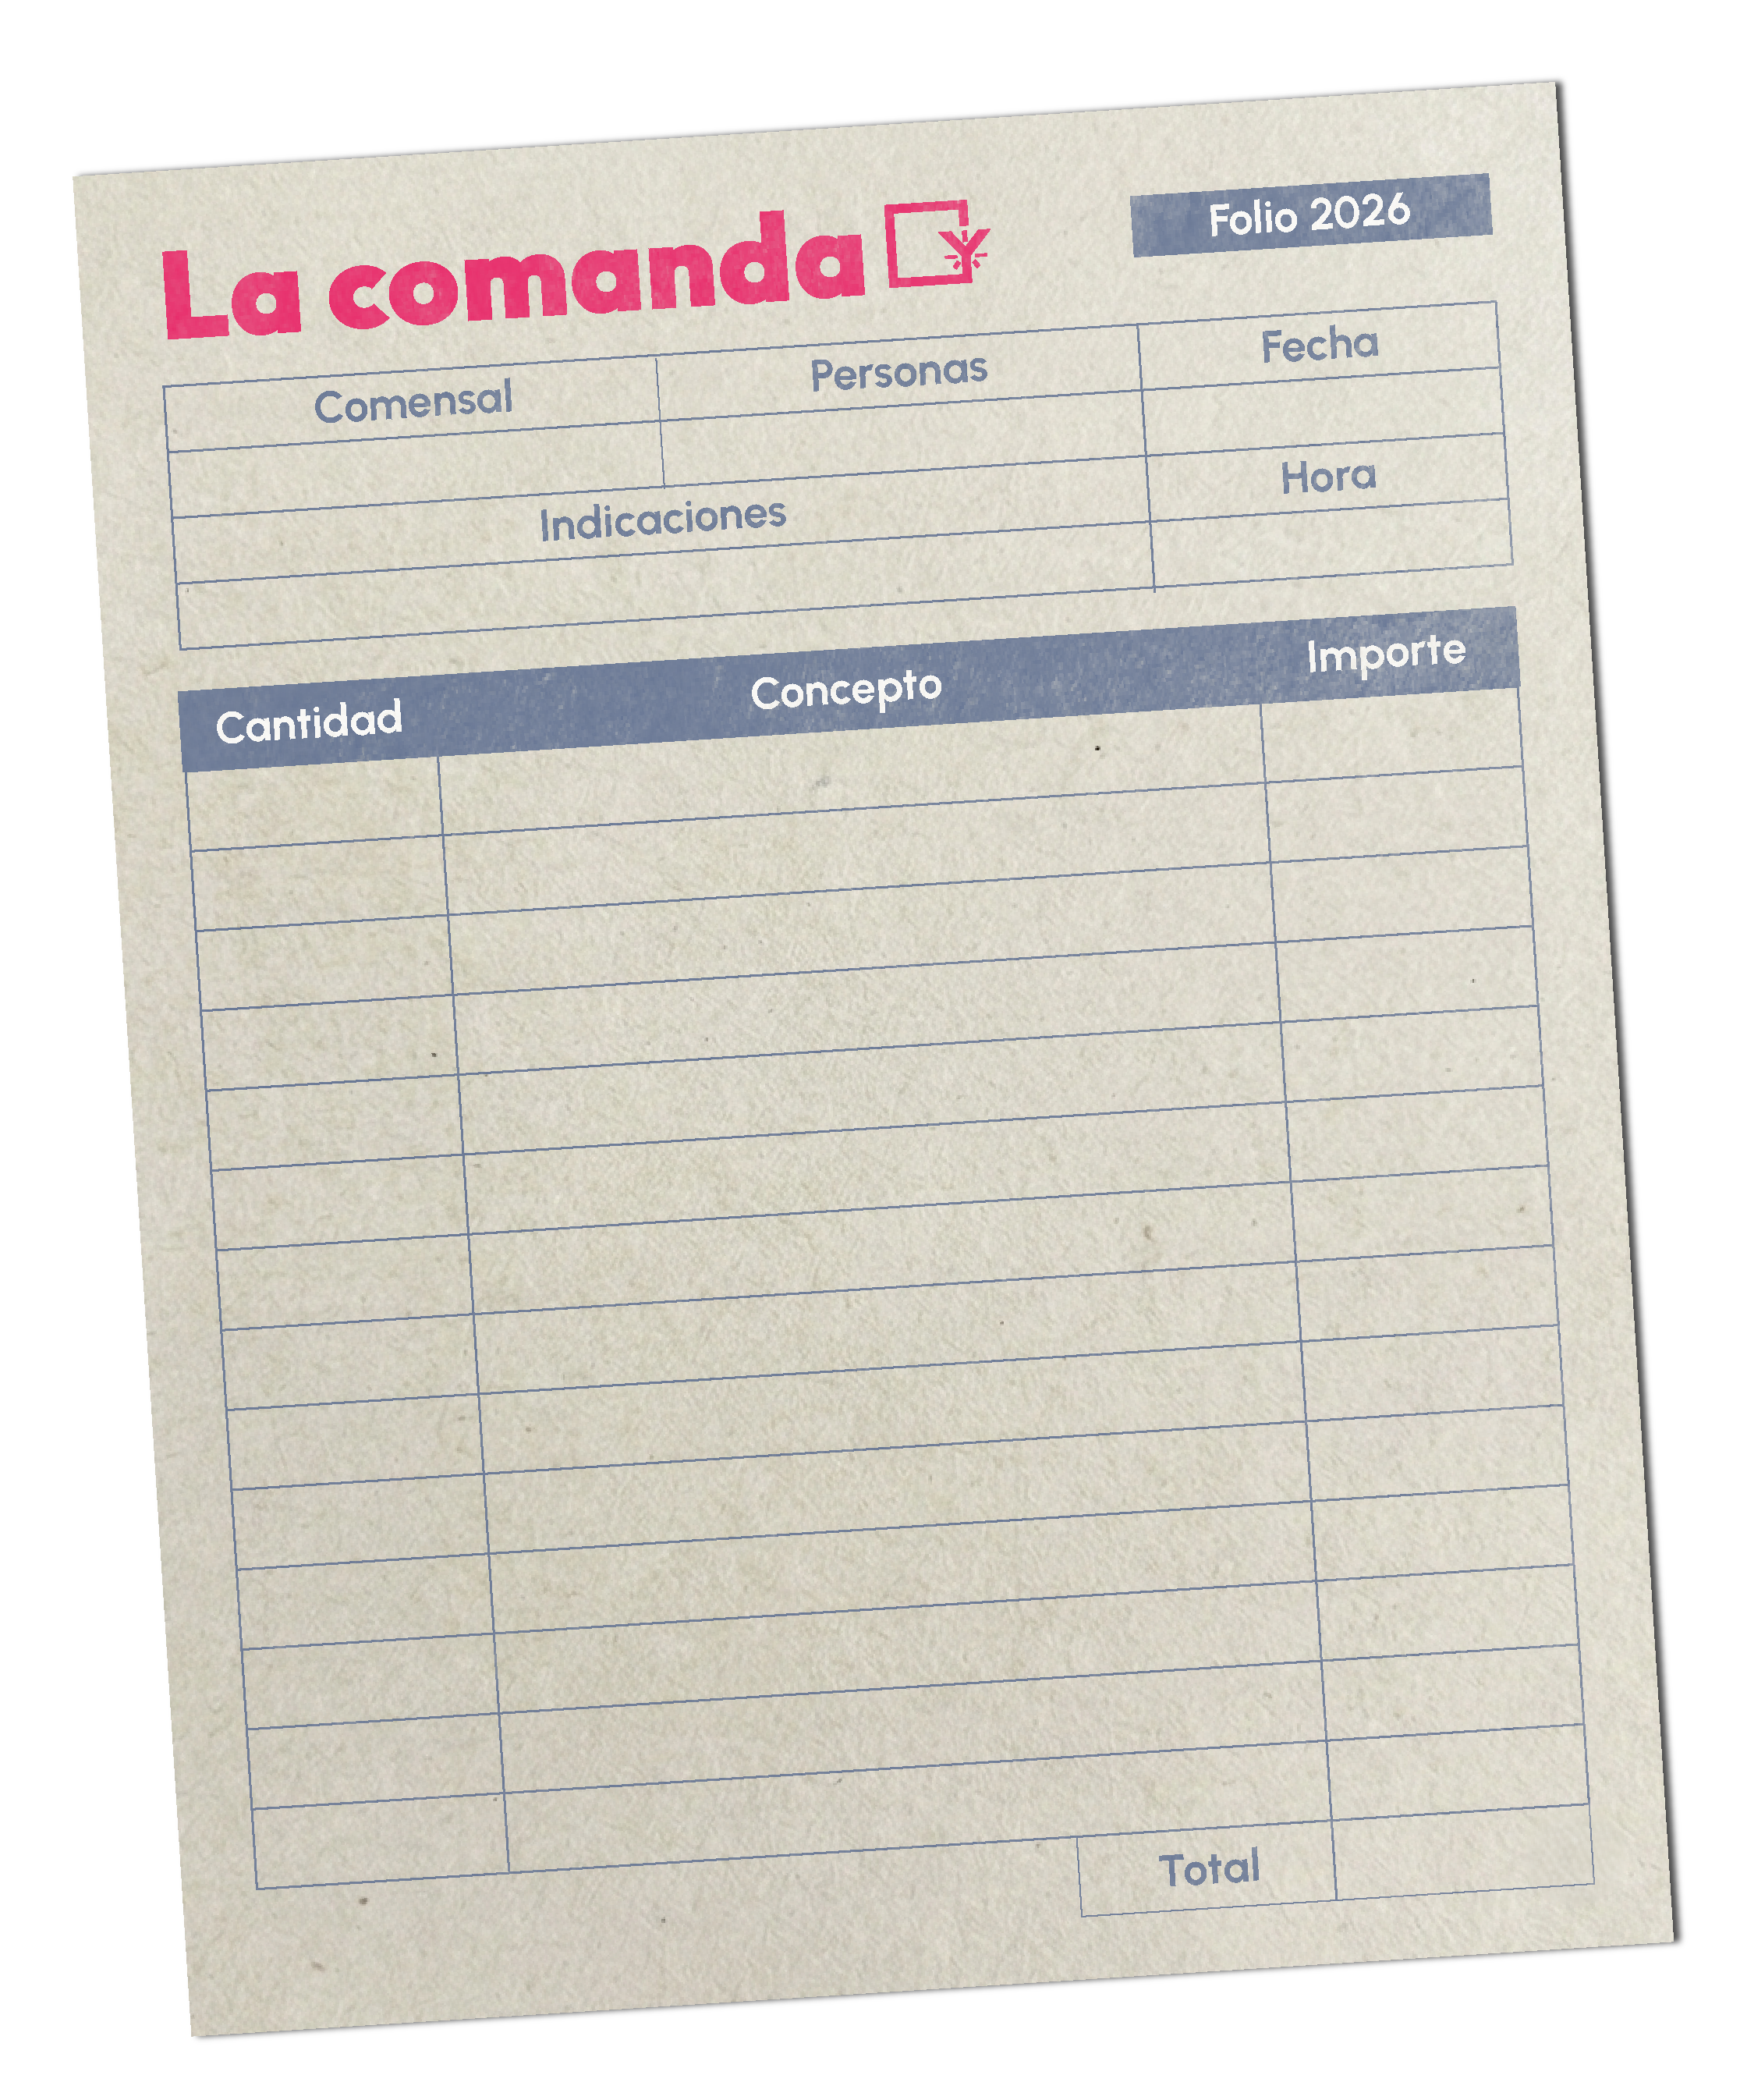 La comanda
Folio 2026
Comensal Personas Fecha
Indicaciones Hora
Cantidad Concepto Importe
Total